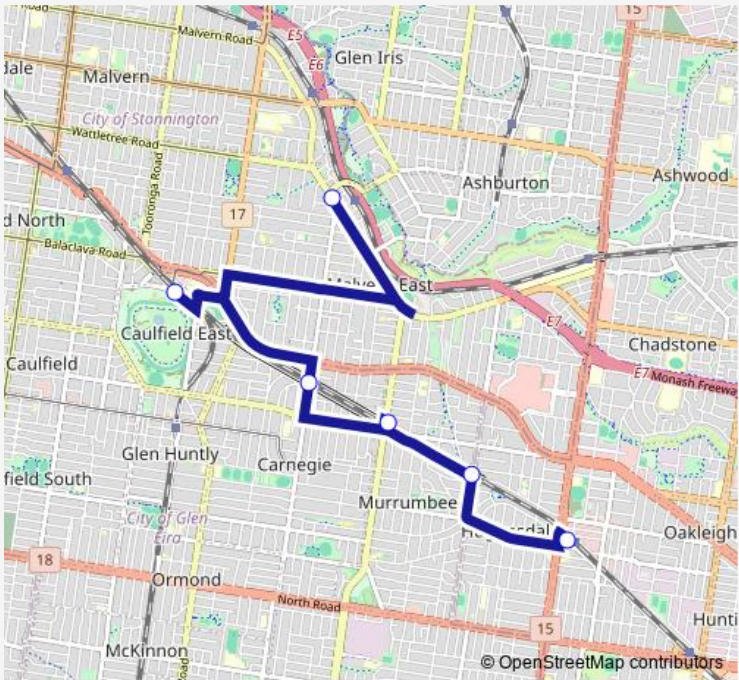 Malvern Road
15
E5
E6
Glen Iris
dale
Malvern
City of Stonnington
Wattletree Road
Tooronga Road
Ashburton
Ashwood
d North
17
Balaclava Road
East
Caulfield East
E7
Caulfield
Chadstone
E7 Monash Freeway
Glen Huntly
Carnegie
field South
Murrumbee
City of Glen
Eira
Oakleigh
18
Ormond
North Road
15
Hunti
McKinnon
Road
© OpenStreetMap contributors